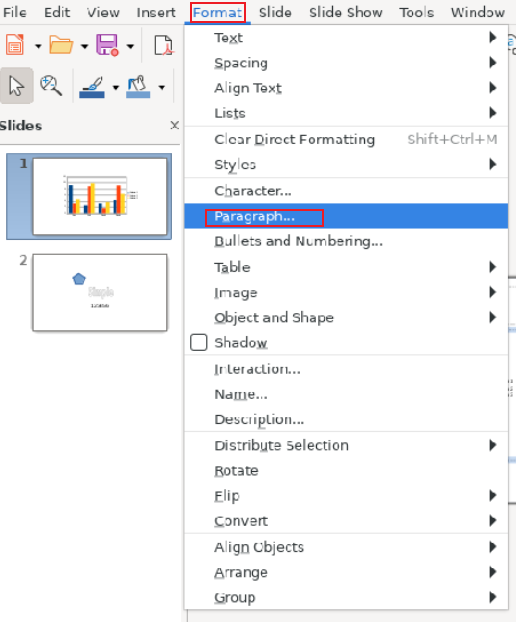 File Edit View Insert Format Slide Slide Show Tools Window
Slides
1
2
Simple
Text
Spacing
Align Text
Lists
Clear Direct Formatting Shift+Ctrl+M
Styles
Character...
Paragraph...
Bullets and Numbering...
Table
Image
Object and Shape
Shadow
Interaction...
Name...
Description...
Distribute Selection
Rotate
Flip
Convert
Align Objects
Arrange
Group